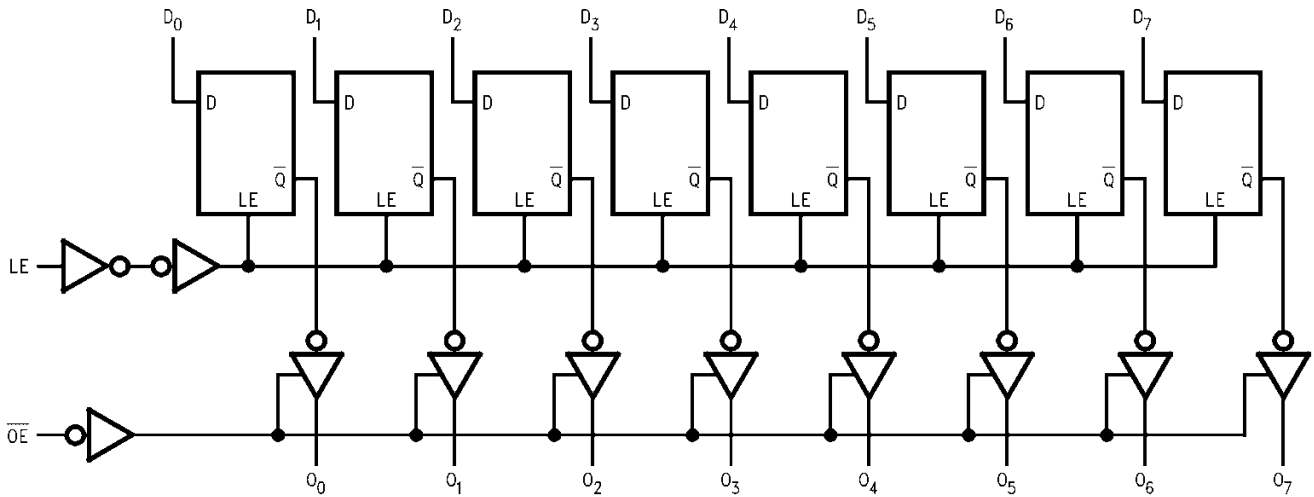 D₀ D₁ D₂ D₃ D₄ D₅ D₆ D₇
D D D D D D D D
Q̅ Q̅ Q̅ Q̅ Q̅ Q̅ Q̅ Q̅
LE LE LE LE LE LE LE LE
LE
O̅E̅
O₀ O₁ O₂ O₃ O₄ O₅ O₆ O₇